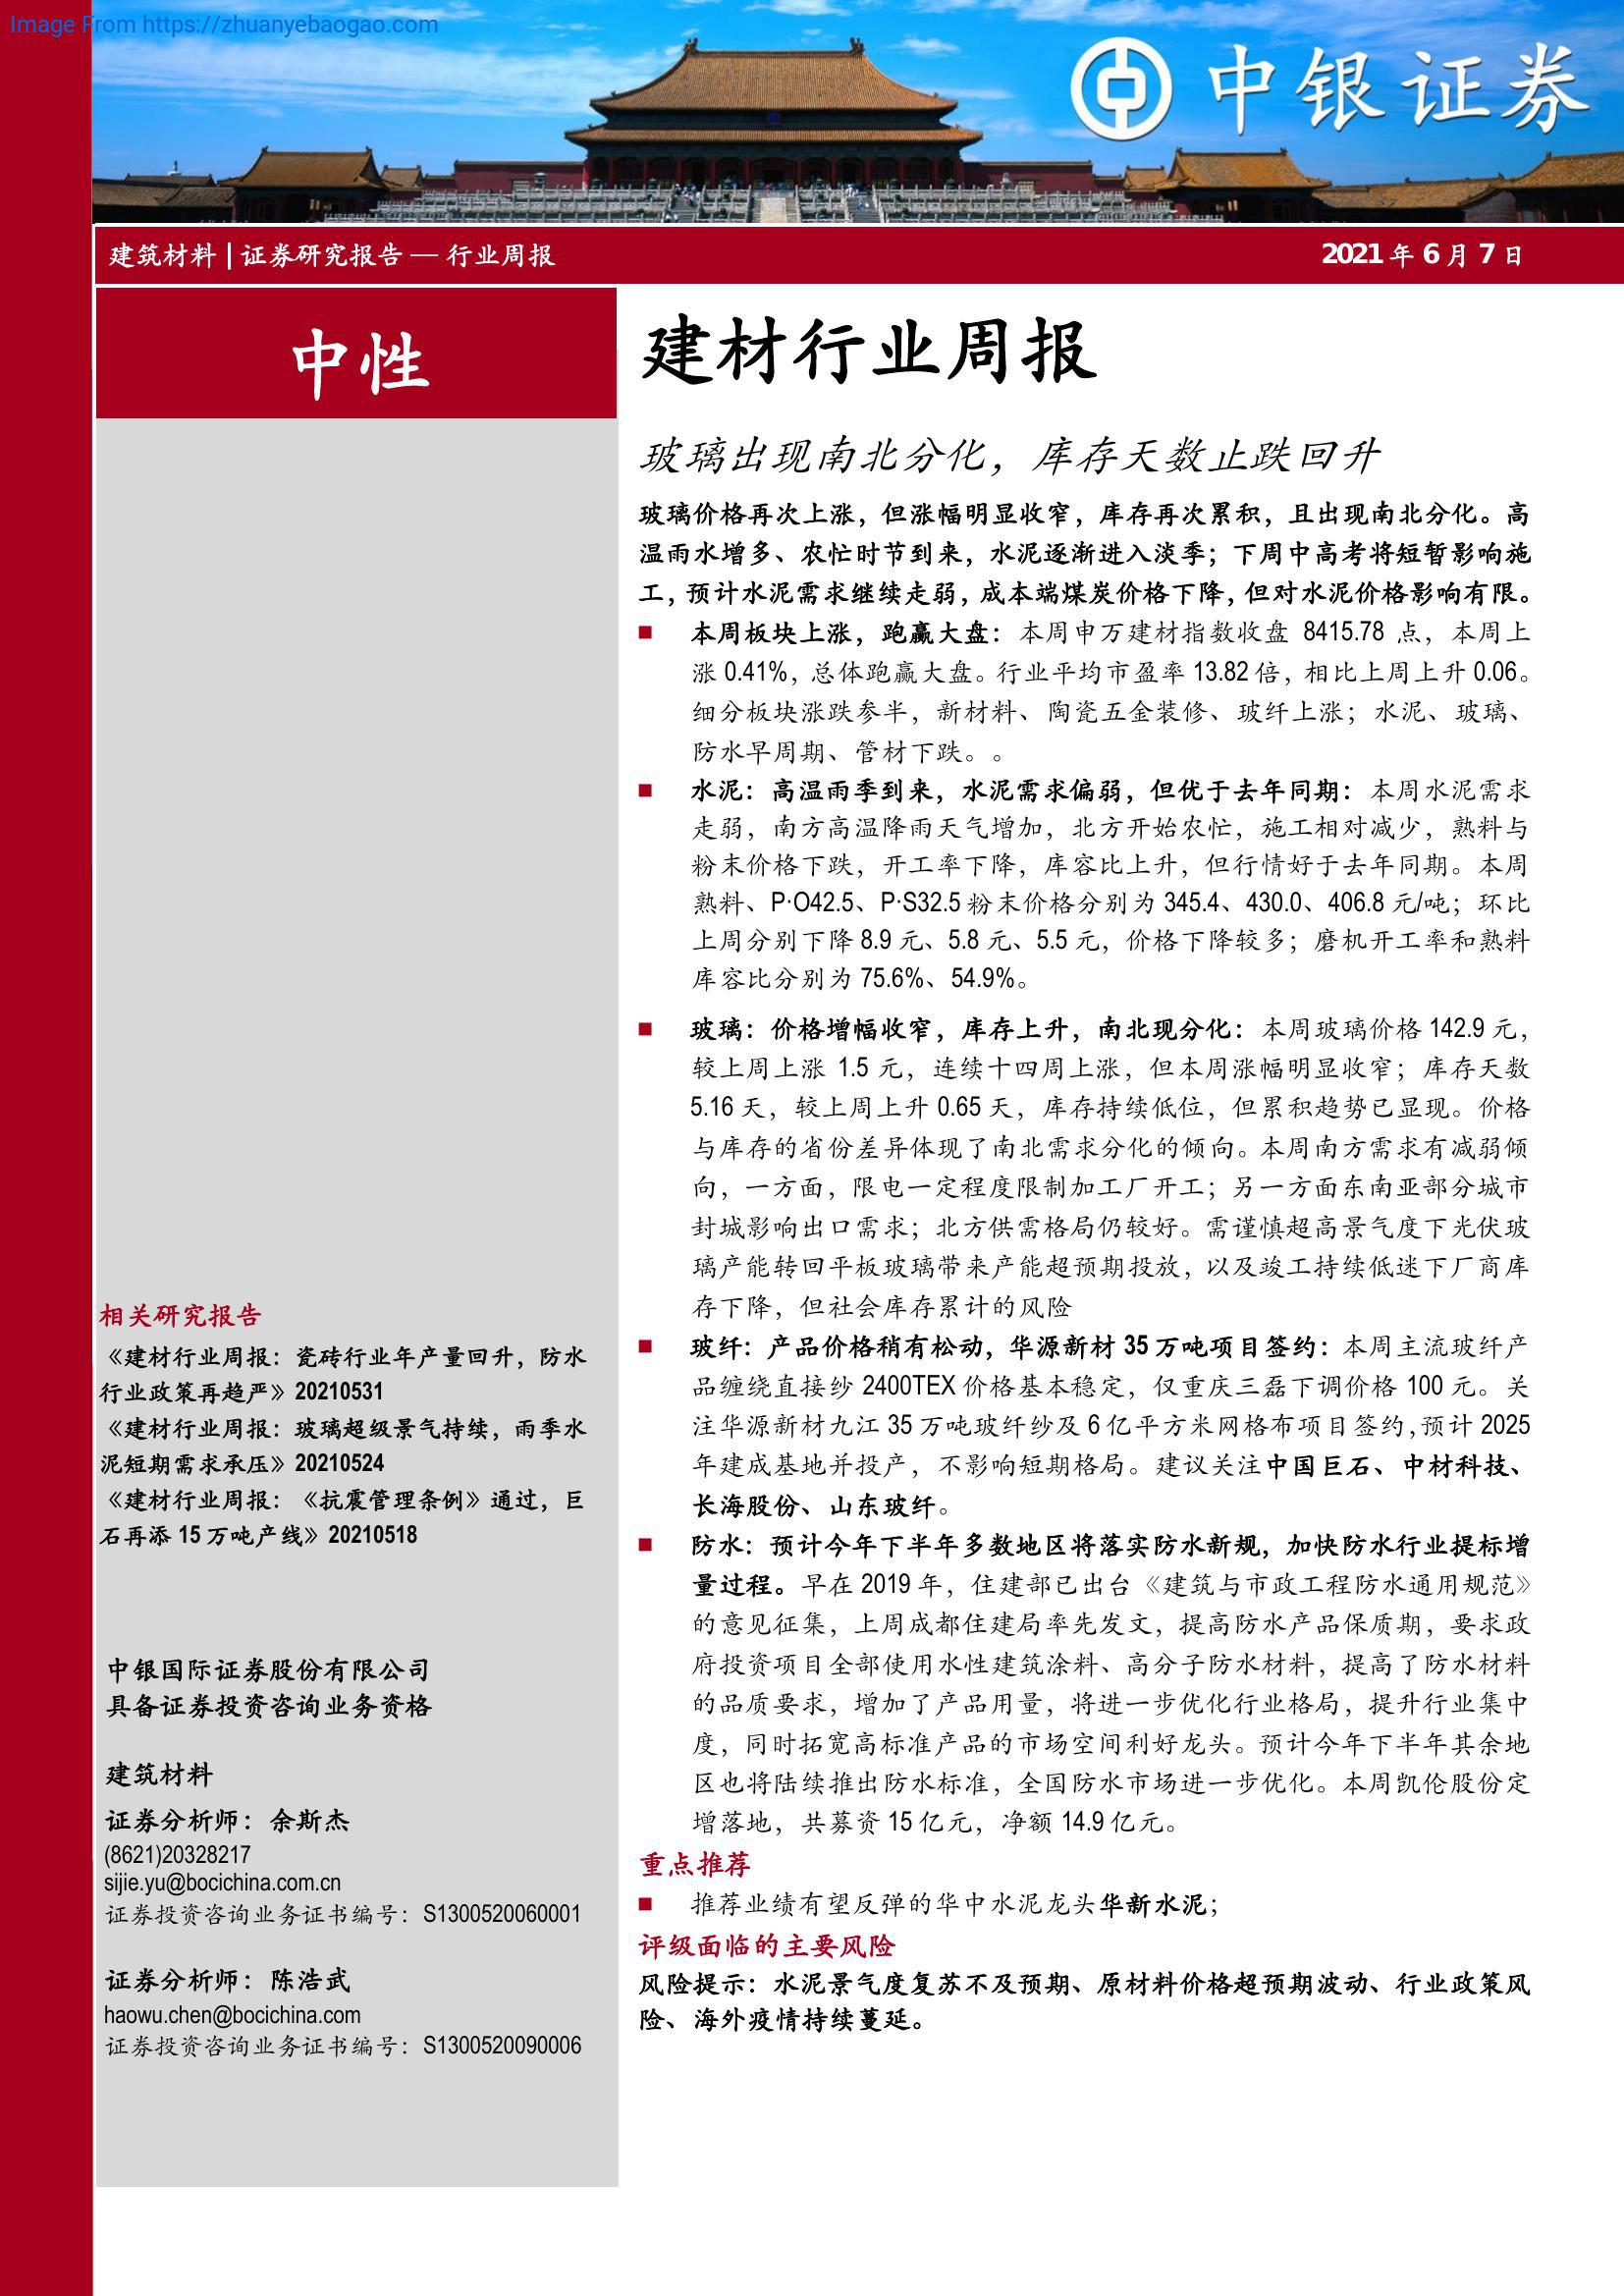 Image From https://zhuanyebaogao.com
中银证券
建筑材料 | 证券研究报告 — 行业周报
2021 年 6 月 7 日
中性
建材行业周报
玻璃出现南北分化，库存天数止跌回升
玻璃价格再次上涨，但涨幅明显收窄，库存再次累积，且出现南北分化。高
温雨水增多、农忙时节到来，水泥逐渐进入淡季；下周中高考将短暂影响施
工，预计水泥需求继续走弱，成本端煤炭价格下降，但对水泥价格影响有限。
■ 本周板块上涨，跑赢大盘：本周申万建材指数收盘 8415.78 点，本周上
涨 0.41%，总体跑赢大盘。行业平均市盈率 13.82 倍，相比上周上升 0.06。
细分板块涨跌参半，新材料、陶瓷五金装修、玻纤上涨；水泥、玻璃、
防水早周期、管材下跌。。
■ 水泥：高温雨季到来，水泥需求偏弱，但优于去年同期：本周水泥需求
走弱，南方高温降雨天气增加，北方开始农忙，施工相对减少，熟料与
粉末价格下跌，开工率下降，库容比上升，但行情好于去年同期。本周
熟料、P·O42.5、P·S32.5 粉末价格分别为 345.4、430.0、406.8 元/吨；环比
上周分别下降 8.9 元、5.8 元、5.5 元，价格下降较多；磨机开工率和熟料
库容比分别为 75.6%、54.9%。
■ 玻璃：价格增幅收窄，库存上升，南北现分化：本周玻璃价格 142.9 元，
较上周上涨 1.5 元，连续十四周上涨，但本周涨幅明显收窄；库存天数
5.16 天，较上周上升 0.65 天，库存持续低位，但累积趋势已显现。价格
与库存的省份差异体现了南北需求分化的倾向。本周南方需求有减弱倾
向，一方面，限电一定程度限制加工厂开工；另一方面东南亚部分城市
封城影响出口需求；北方供需格局仍较好。需谨慎超高景气度下光伏玻
璃产能转回平板玻璃带来产能超预期投放，以及竣工持续低迷下厂商库
存下降，但社会库存累计的风险
■ 玻纤：产品价格稍有松动，华源新材 35 万吨项目签约：本周主流玻纤产
品缠绕直接纱 2400TEX 价格基本稳定，仅重庆三磊下调价格 100 元。关
注华源新材九江 35 万吨玻纤纱及 6 亿平方米网格布项目签约，预计 2025
年建成基地并投产，不影响短期格局。建议关注中国巨石、中材科技、
长海股份、山东玻纤。
■ 防水：预计今年下半年多数地区将落实防水新规，加快防水行业提标增
量过程。早在 2019 年，住建部已出台《建筑与市政工程防水通用规范》
的意见征集，上周成都住建局率先发文，提高防水产品保质期，要求政
府投资项目全部使用水性建筑涂料、高分子防水材料，提高了防水材料
的品质要求，增加了产品用量，将进一步优化行业格局，提升行业集中
度，同时拓宽高标准产品的市场空间利好龙头。预计今年下半年其余地
区也将陆续推出防水标准，全国防水市场进一步优化。本周凯伦股份定
增落地，共募资 15 亿元，净额 14.9 亿元。
重点推荐
■ 推荐业绩有望反弹的华中水泥龙头华新水泥；
评级面临的主要风险
风险提示：水泥景气度复苏不及预期、原材料价格超预期波动、行业政策风
险、海外疫情持续蔓延。
相关研究报告
《建材行业周报：瓷砖行业年产量回升，防水
行业政策再趋严》20210531
《建材行业周报：玻璃超级景气持续，雨季水
泥短期需求承压》20210524
《建材行业周报：《抗震管理条例》通过，巨
石再添 15 万吨产线》20210518
中银国际证券股份有限公司
具备证券投资咨询业务资格
建筑材料
证券分析师：余斯杰
(8621)20328217
sijie.yu@bocichina.com.cn
证券投资咨询业务证书编号：S1300520060001
证券分析师：陈浩武
haowu.chen@bocichina.com
证券投资咨询业务证书编号：S1300520090006